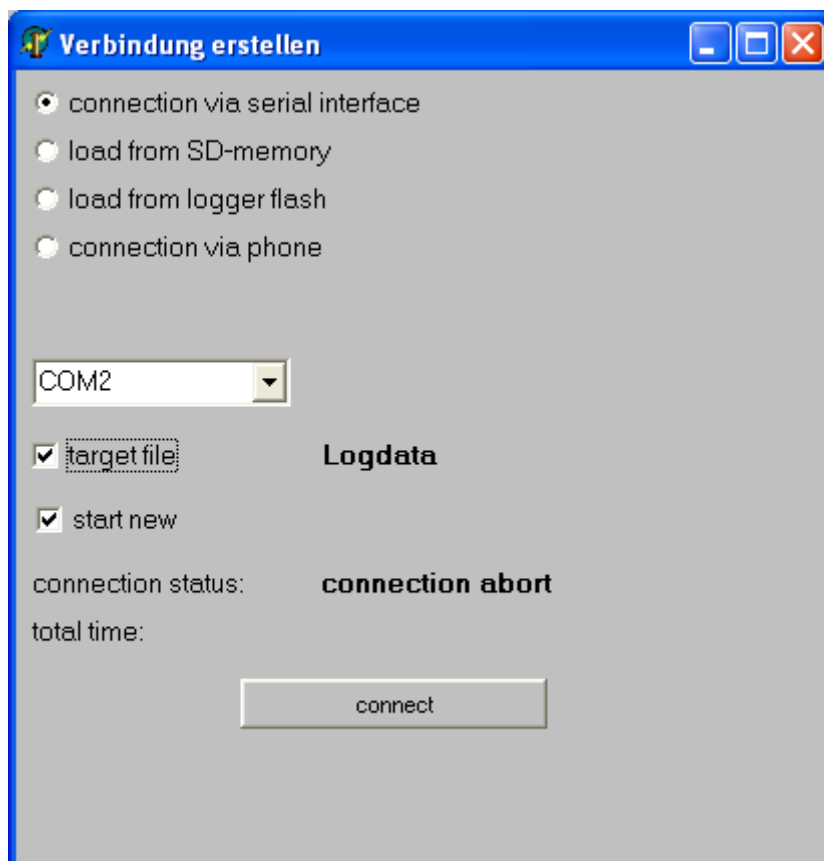 Verbindung erstellen
connection via serial interface
load from SD-memory
load from logger flash
connection via phone
COM2
target file Logdata
start new
connection status: connection abort
total time:
connect